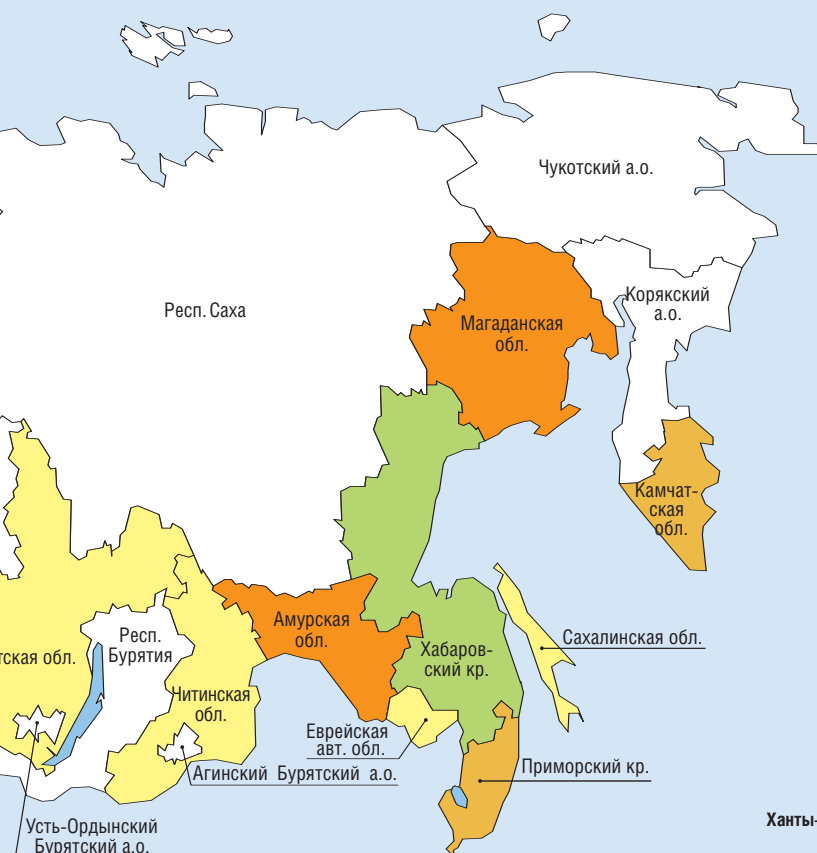 Чукотский а.о.
Корякский
а.о.
Респ. Саха
Магаданская
обл.
Камчат-
ская
обл.
Амурская
обл.
Респ.
Бурятия
Сахалинская обл.
Хабаров-
ский кр.
тская обл.
Читинская
обл.
Еврейская
авт. обл.
Агинский Бурятский а.о.
Приморский кр.
Усть-Ордынский
Бурятский а.о.
Ханты-